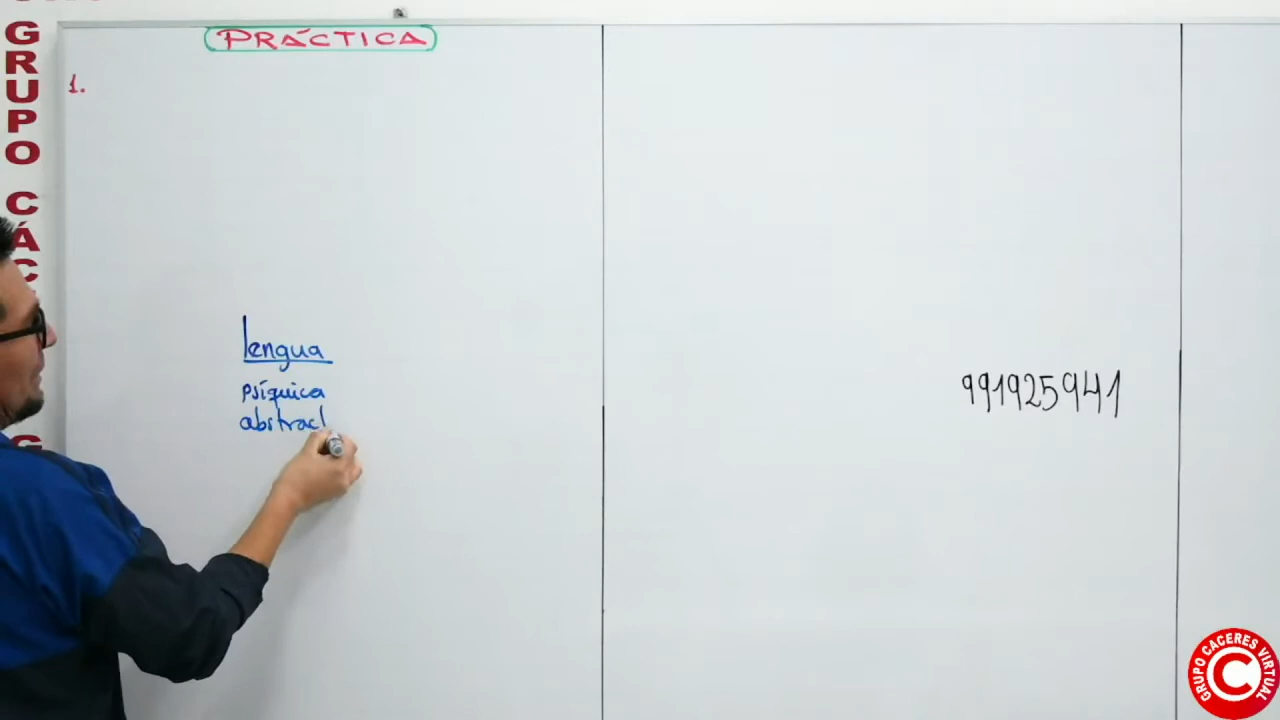 GRUPO CÁC
G
PRÁCTICA
1.
lengua
psíquica
abstract
991925941
GRUPO CACERES VIRTUAL
C